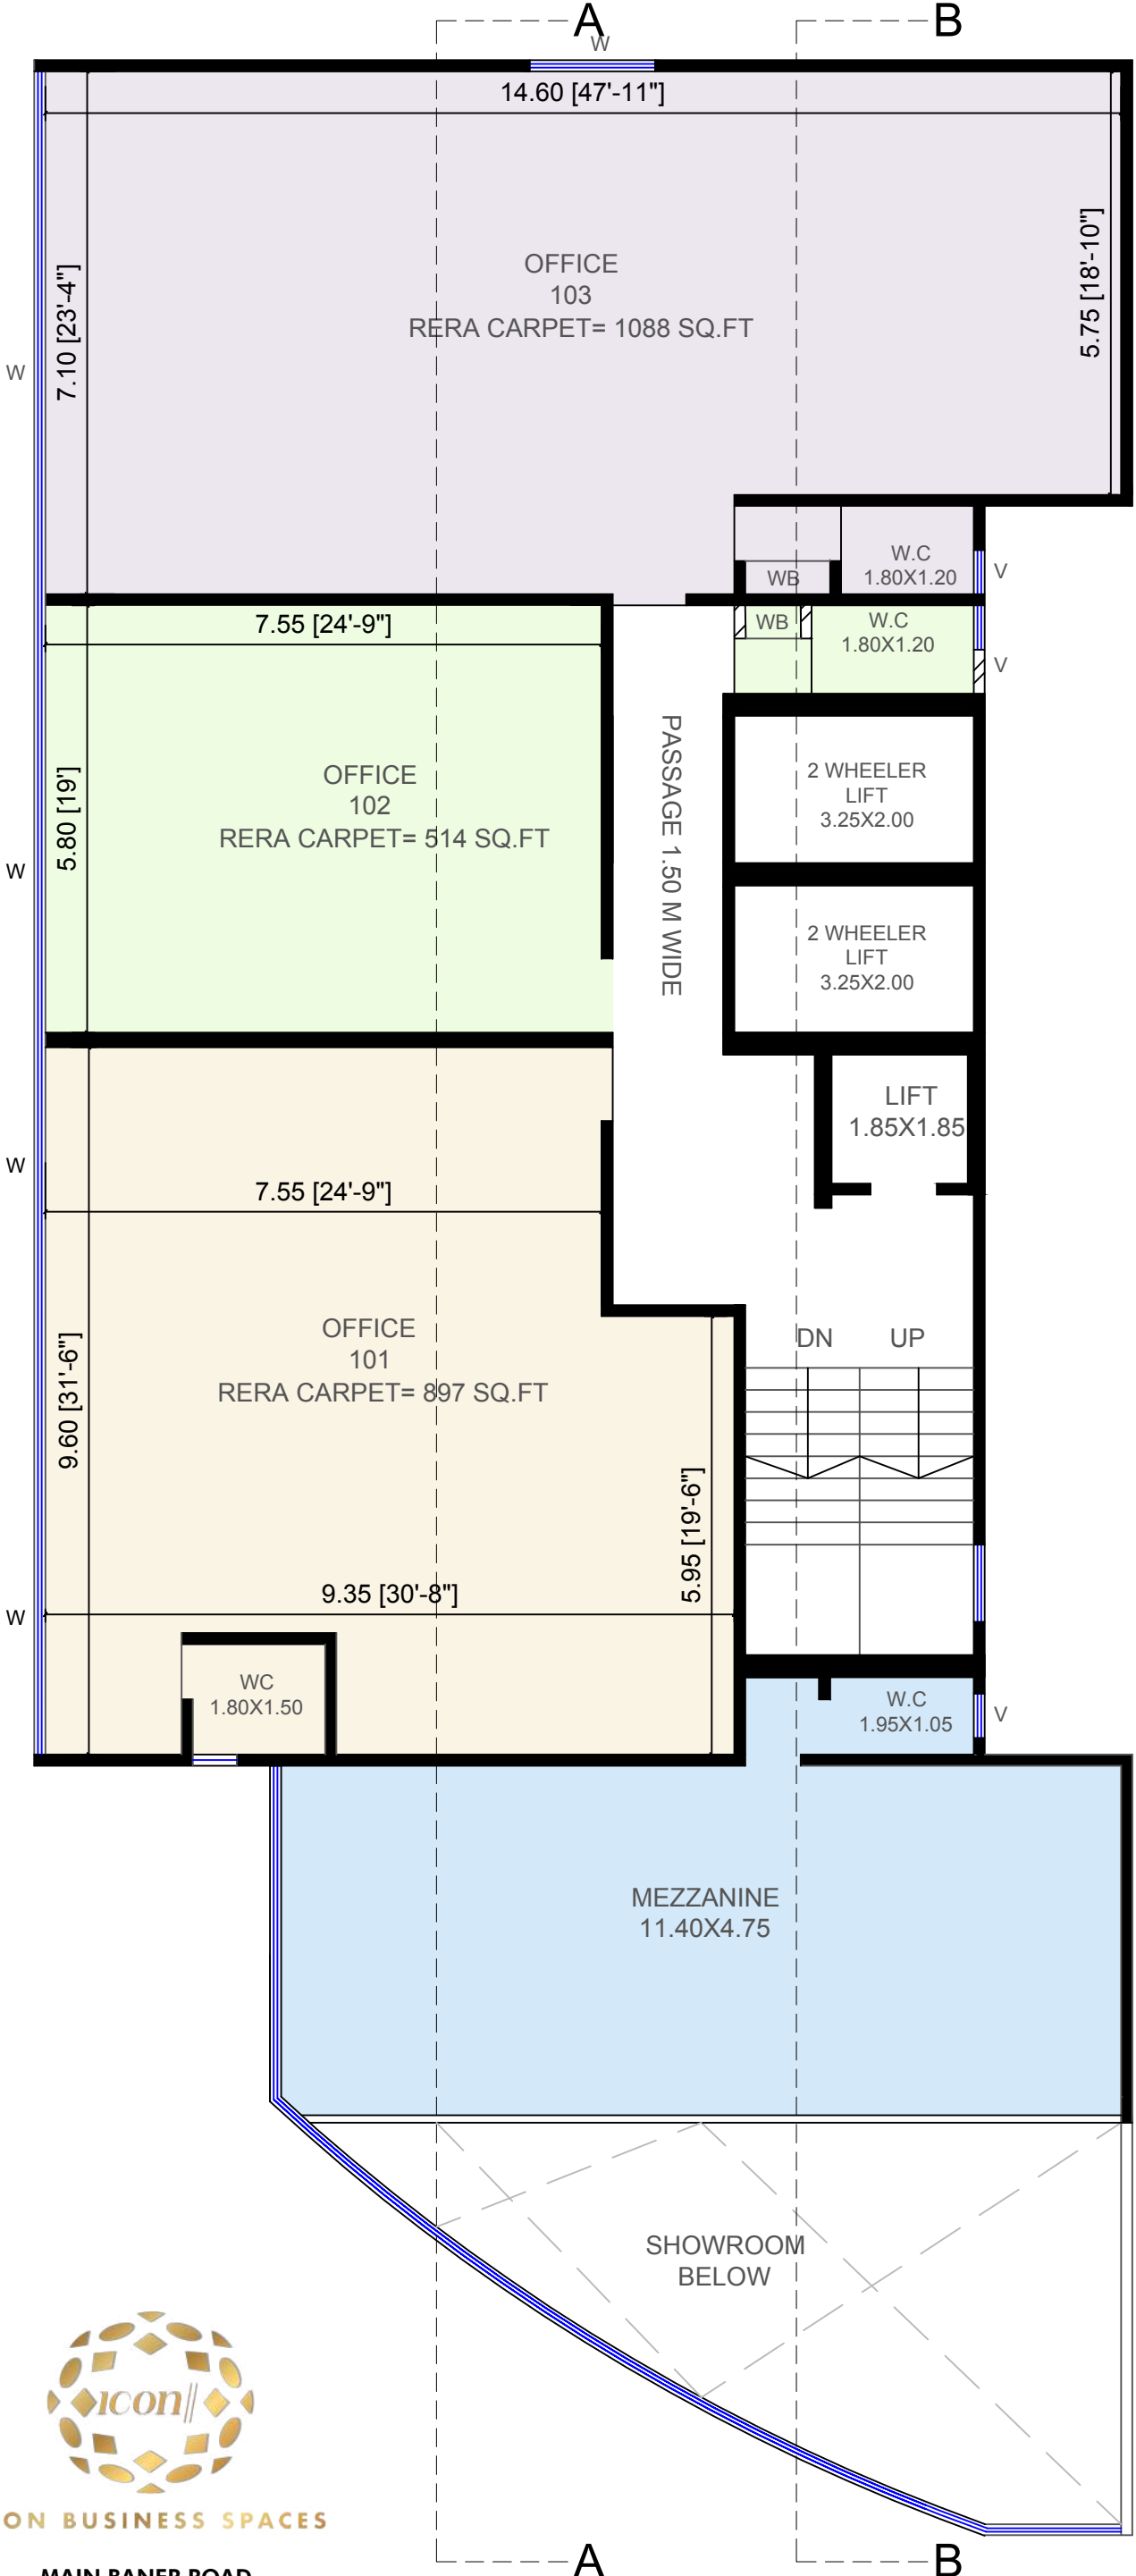 A
B
W
14.60 [47'-11"]
OFFICE
103
RERA CARPET= 1088 SQ.FT
7.10 [23'-4"]
5.75 [18'-10"]
W
W.C
1.80X1.20
WB
V
7.55 [24'-9"]
WB
W.C
1.80X1.20
V
PASSAGE 1.50 M WIDE
OFFICE
102
RERA CARPET= 514 SQ.FT
5.80 [19']
W
2 WHEELER
LIFT
3.25X2.00
2 WHEELER
LIFT
3.25X2.00
LIFT
1.85X1.85
W
7.55 [24'-9"]
OFFICE
101
RERA CARPET= 897 SQ.FT
9.60 [31'-6"]
DN
UP
5.95 [19'-6"]
9.35 [30'-8"]
W
WC
1.80X1.50
W.C
1.95X1.05
V
MEZZANINE
11.40X4.75
SHOWROOM
BELOW
icon
ON BUSINESS SPACES
MAIN BANER ROAD
A
B